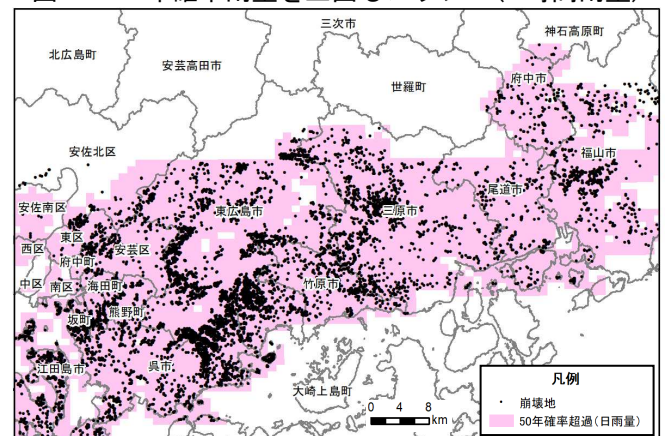 三次市
神石高原町
北広島町
安芸高田市
府中市
世羅町
安佐北区
福山市
尾道市
安佐南区
東広島市
三原市
東区
西区
安芸区
府中町
中区
南区
海田町
竹原市
熊野町
坂町
呉市
江田島市
大崎上島町
0 4 8
km
凡例
崩壊地
50年確率超過(日雨量)